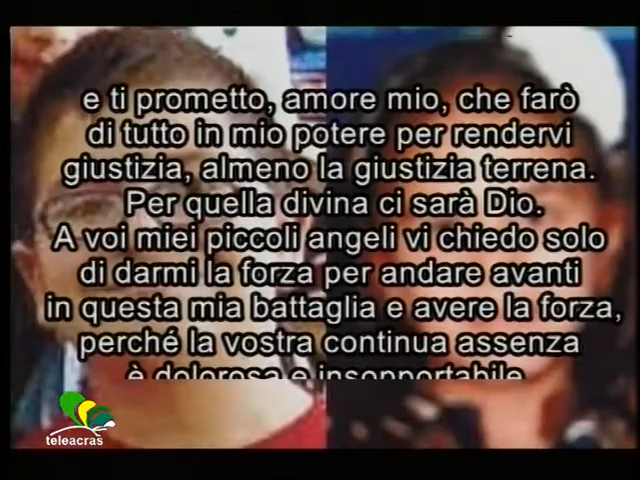 e ti prometto, amore mio, che farò
di tutto in mio potere per rendervi
giustizia, almeno la giustizia terrena.
Per quella divina ci sarà Dio.
A voi miei piccoli angeli vi chiedo solo
di darmi la forza per andare avanti
in questa mia battaglia e avere la forza,
perché la vostra continua assenza
è dolorosa e insopportabile
teleacras